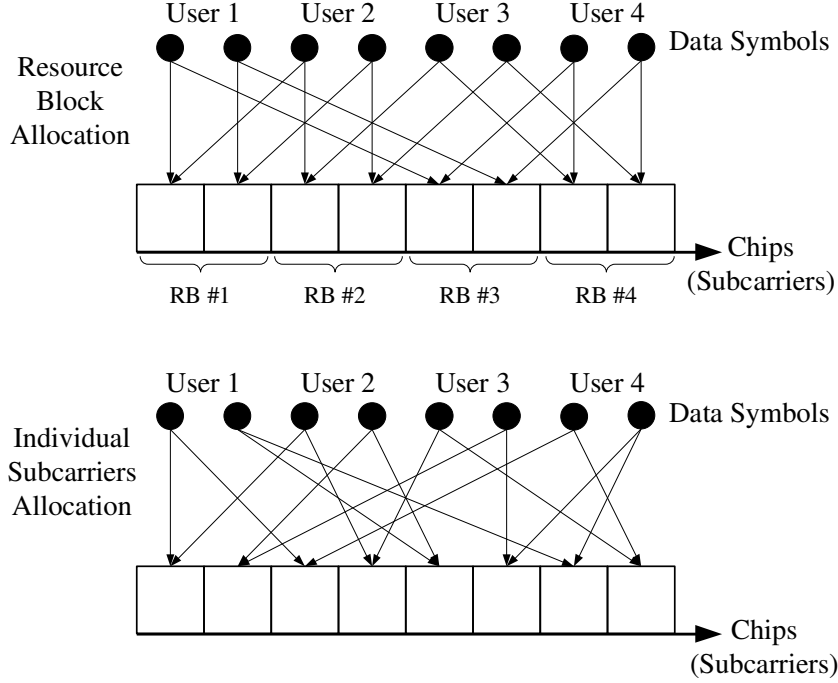 User 1 User 2 User 3 User 4
Data Symbols
Resource
Block
Allocation
Chips
(Subcarriers)
RB #1 RB #2 RB #3 RB #4
User 1 User 2 User 3 User 4
Data Symbols
Individual
Subcarriers
Allocation
Chips
(Subcarriers)